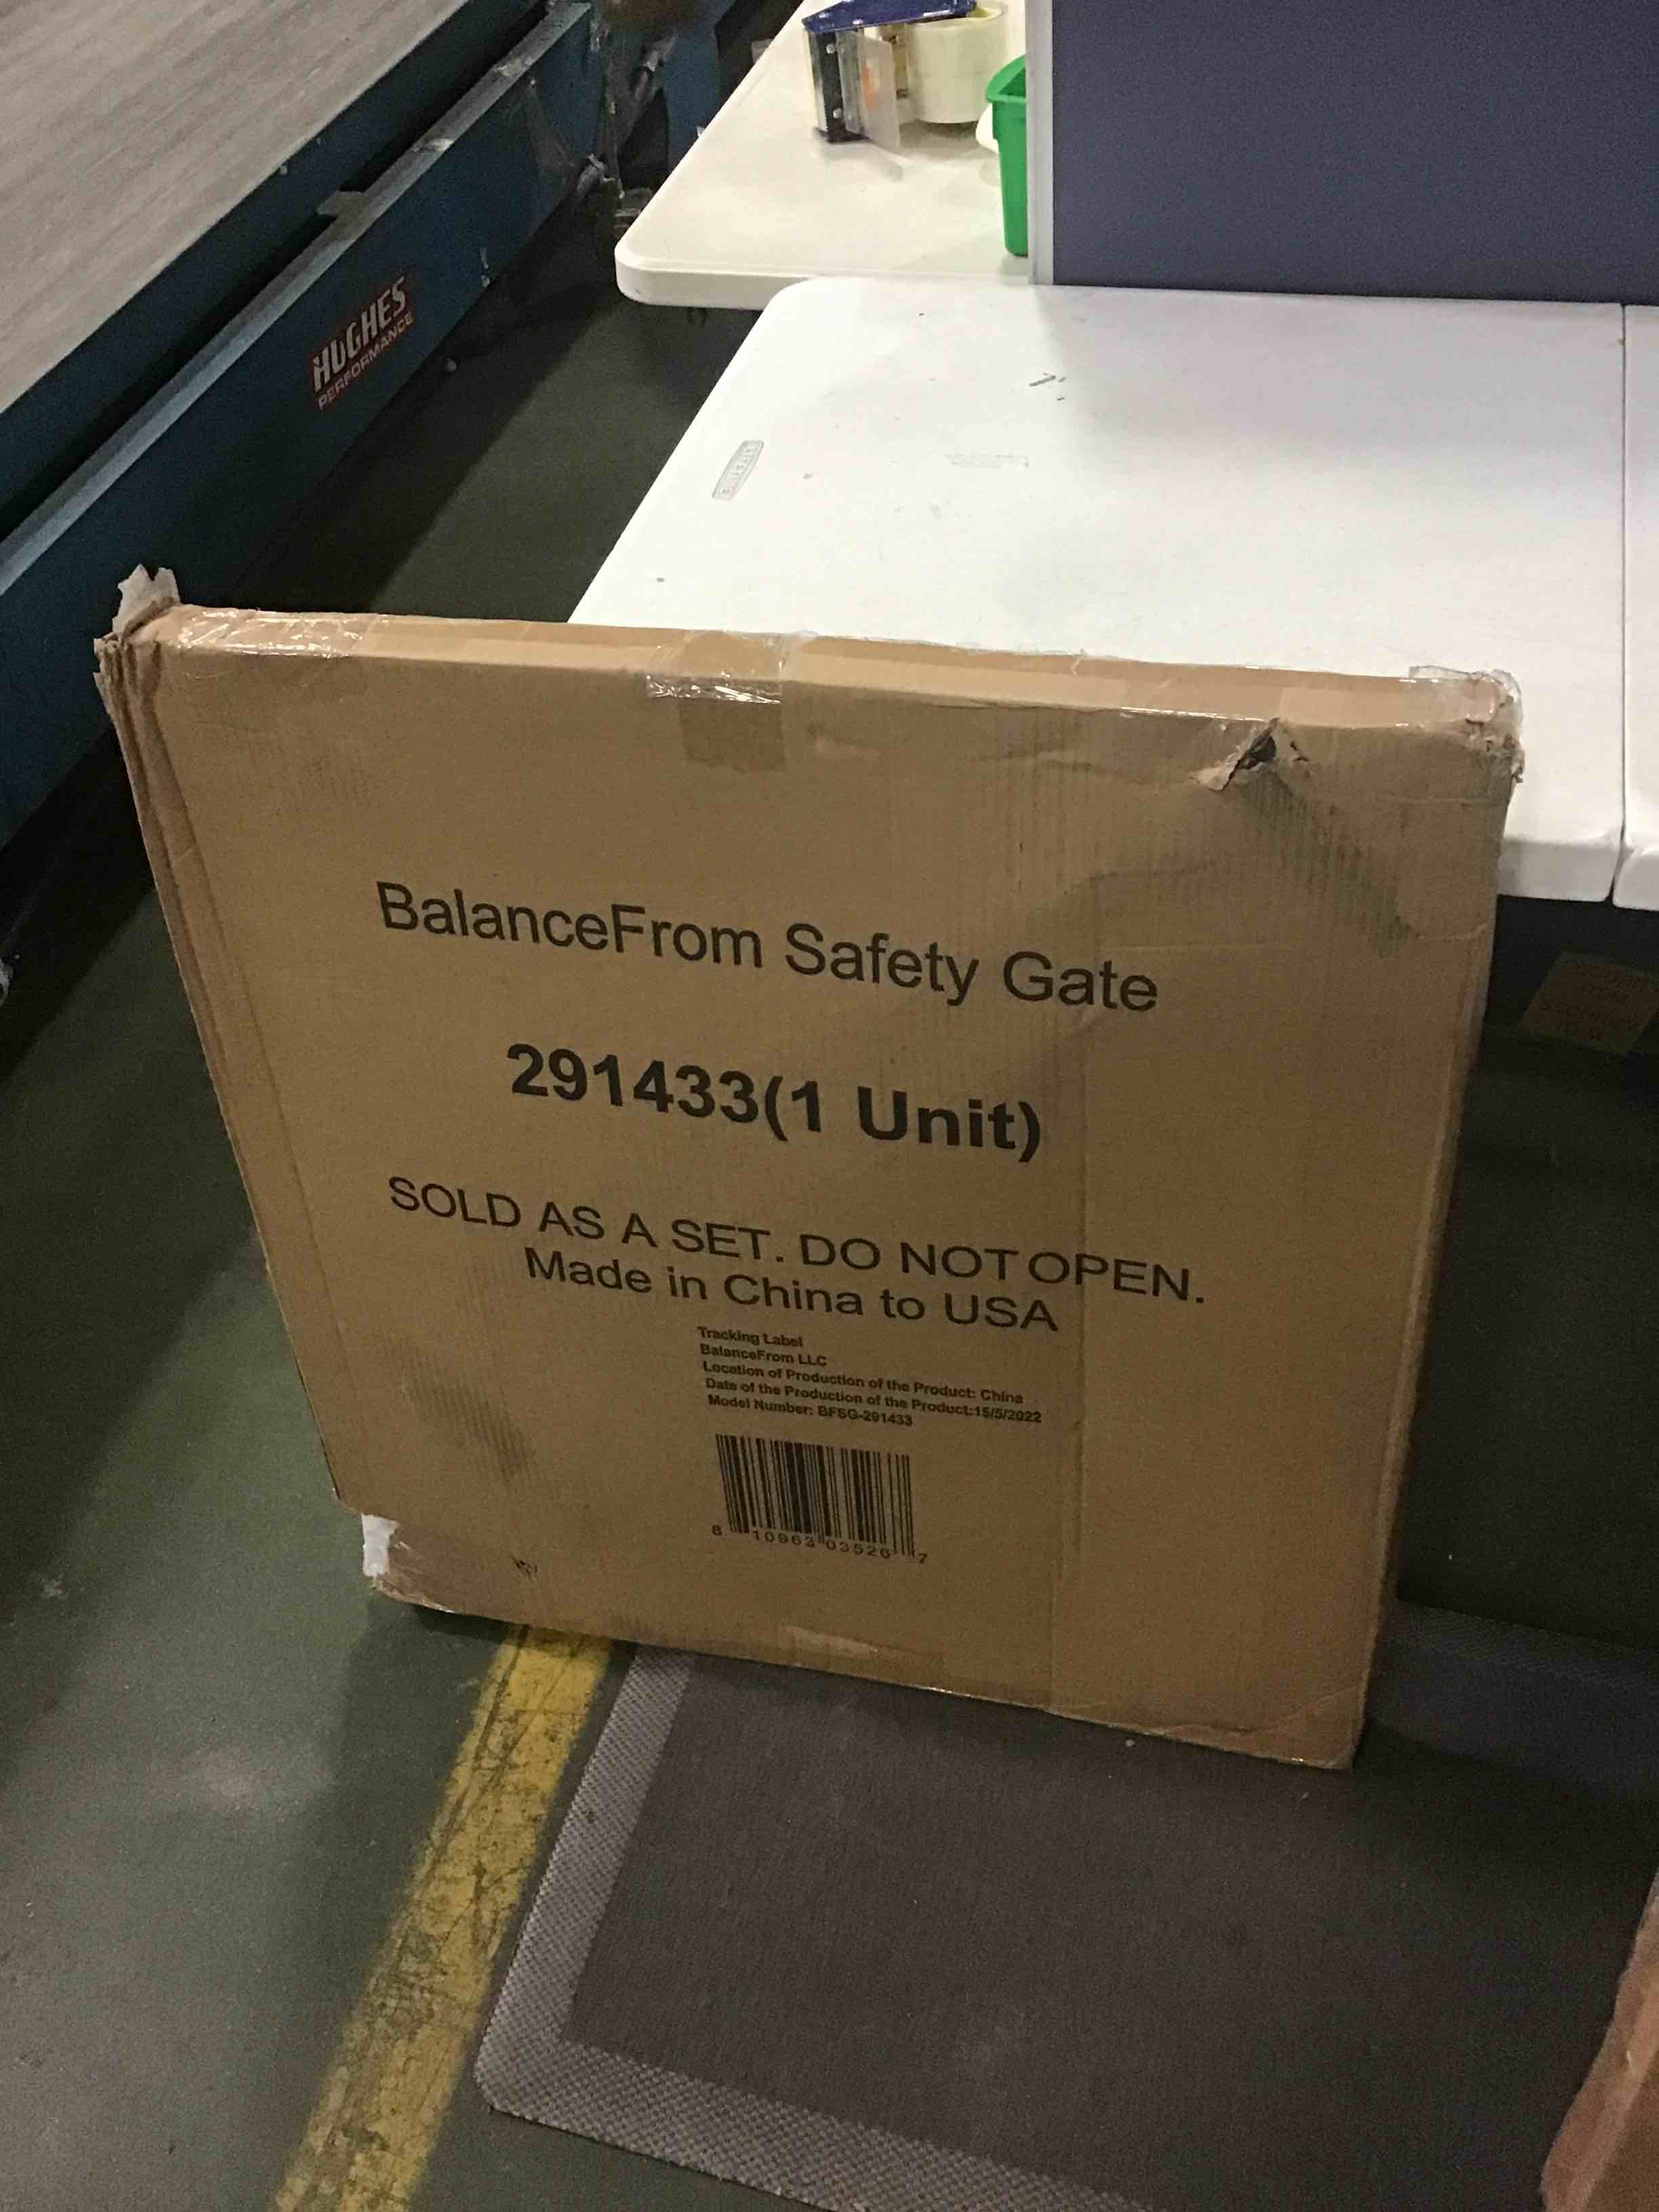 HUGHES
PERFORMANCE
LIFETIME
BalanceFrom Safety Gate
291433(1 Unit)
SOLD AS A SET. DO NOT OPEN.
Made in China to USA
Tracking Label
BalanceFrom LLC
Location of Production of the Product: China
Date of the Production of the Product:15/5/2022
Model Number: BFSG-291433
8 10963 03526 7